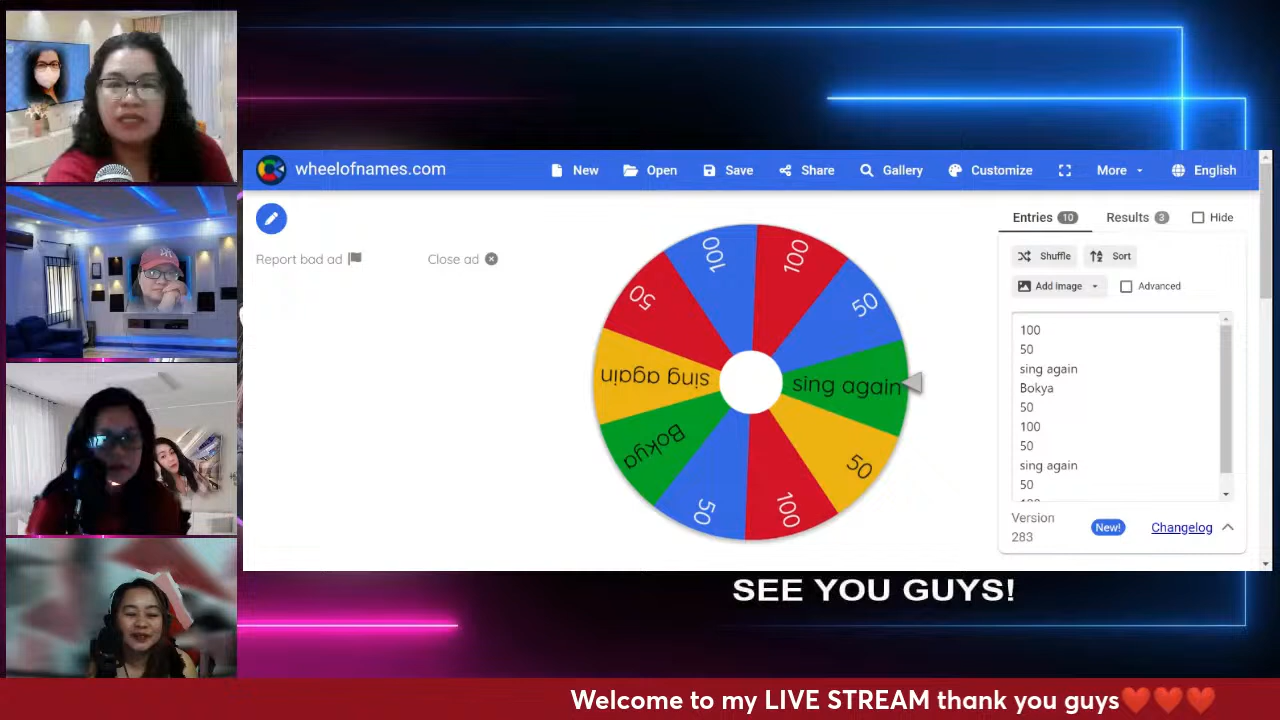 wheelofnames.com
New
Open
Save
Share
Gallery
Customize
More
English
Report bad ad
Close ad
Entries 10
Results 3
Hide
Shuffle
Sort
Add Image
Advanced
100
50
sing again
Bokya
50
100
50
sing again
50
Version
283
New!
Changelog
100
100
50
50
sing again
sing again
Bokya
50
50
100
SEE YOU GUYS!
Welcome to my LIVE STREAM thank you guys❤️❤️❤️